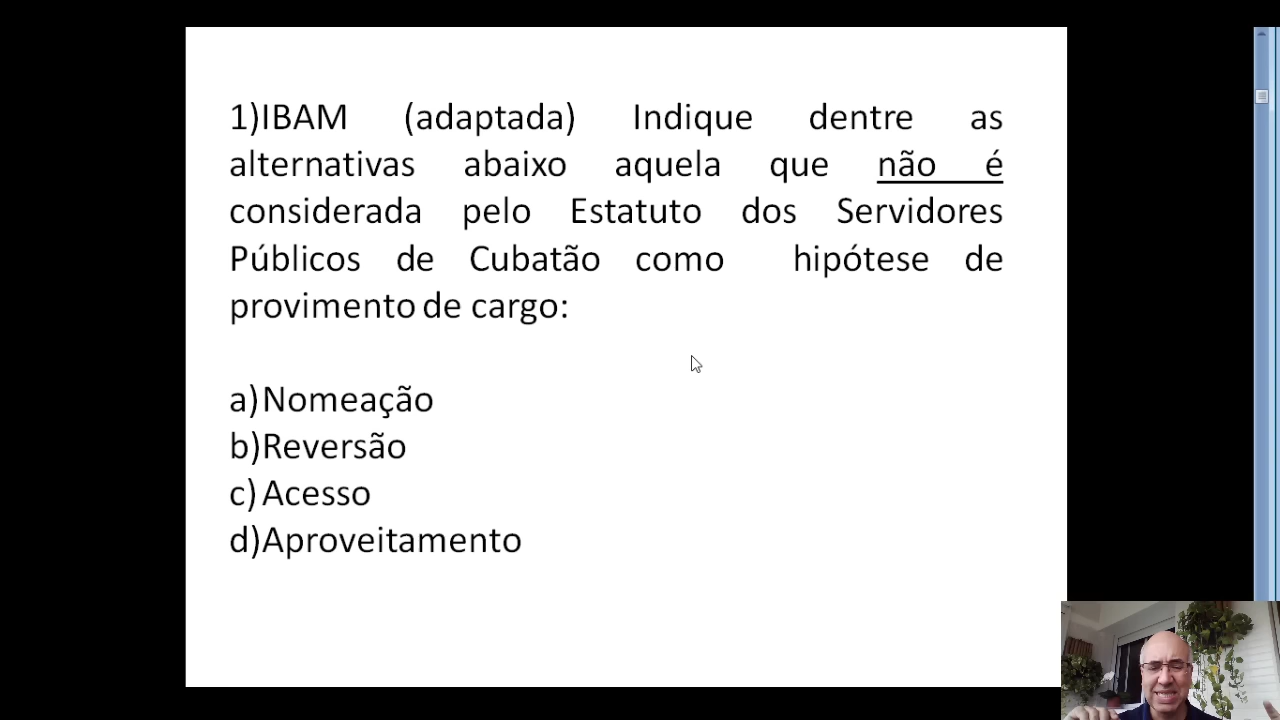 1)IBAM (adaptada) Indique dentre as
alternativas abaixo aquela que não é
considerada pelo Estatuto dos Servidores
Públicos de Cubatão como hipótese de
provimento de cargo:
a)Nomeação
b)Reversão
c)Acesso
d)Aproveitamento